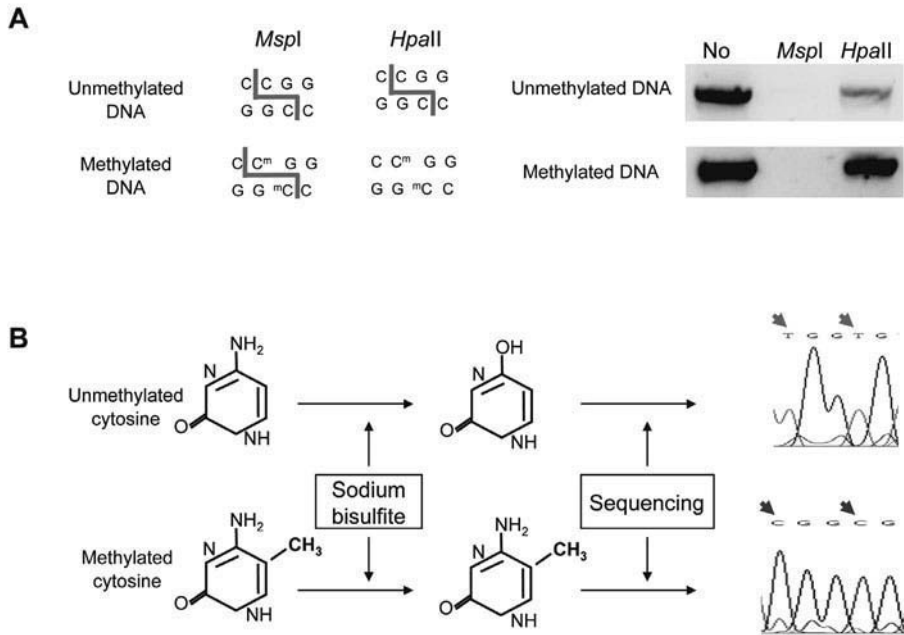 A
MspI HpaII
Unmethylated DNA
C C G G
G G C C
C C G G
G G C C
Methylated DNA
C Cᵐ G G
G G ᵐC C
C Cᵐ G G
G G ᵐC C
No MspI HpaII
Unmethylated DNA
Methylated DNA
B
Unmethylated
cytosine
NH₂
N
O
NH
OH
N
O
NH
T G G T G
Sodium
bisulfite
Sequencing
Methylated
cytosine
NH₂
N
CH₃
O
NH
NH₂
N
CH₃
O
NH
C G G C G